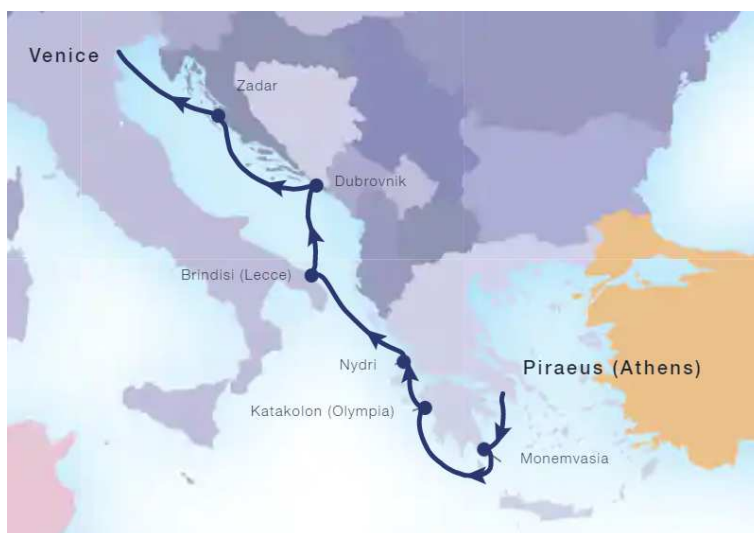 Venice
Zadar
Dubrovnik
Brindisi (Lecce)
Nydri
Piraeus (Athens)
Katakolon (Olympia)
Monemvasia